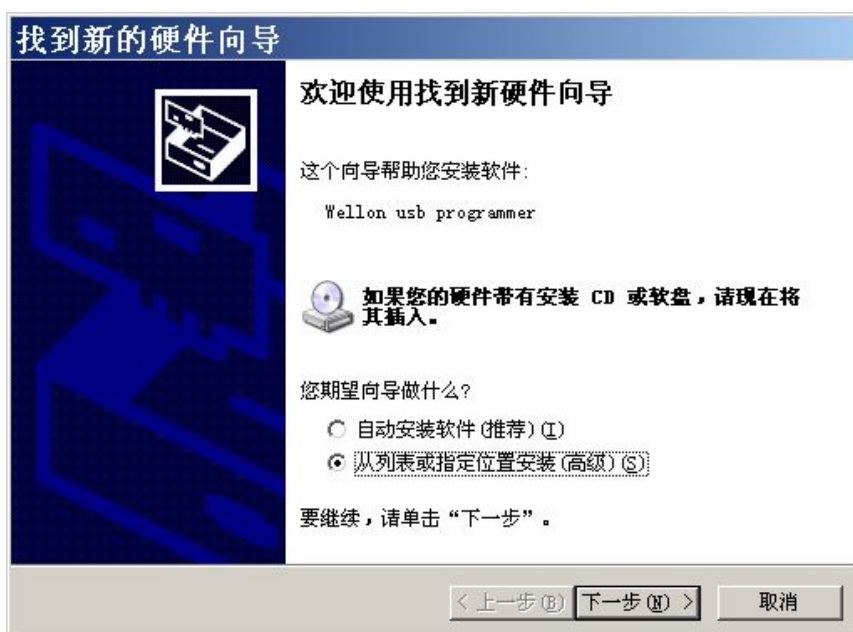 找到新的硬件向导
欢迎使用找到新硬件向导
这个向导帮助您安装软件:
Wellon usb programmer
如果您的硬件带有安装 CD 或软盘，请现在将
其插入。
您期望向导做什么?
自动安装软件(推荐)(I)
从列表或指定位置安装(高级)(S)
要继续，请单击“下一步”。
< 上一步(B) 下一步(N) > 取消